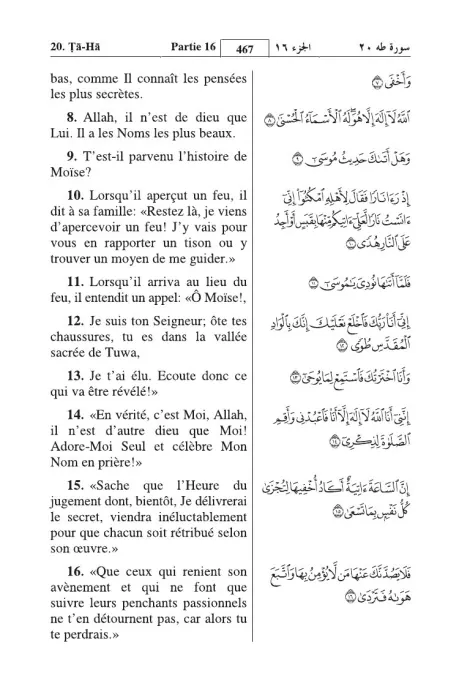 20. Ţā-Hā Partie 16 467 الجزء ١٦ سورة طه ٢٠
bas, comme Il connaît les pensées
les plus secrètes.
8. Allah, il n'est de dieu que
Lui. Il a les Noms les plus beaux.
9. T'est-il parvenu l'histoire de
Moïse?
10. Lorsqu'il aperçut un feu, il
dit à sa famille: «Restez là, je viens
d'apercevoir un feu! J'y vais pour
vous en rapporter un tison ou y
trouver un moyen de me guider.»
11. Lorsqu'il arriva au lieu du
feu, il entendit un appel: «Ô Moïse!,
12. Je suis ton Seigneur; ôte tes
chaussures, tu es dans la vallée
sacrée de Tuwa,
13. Je t'ai élu. Ecoute donc ce
qui va être révélé!»
14. «En vérité, c'est Moi, Allah,
il n'est d'autre dieu que Moi!
Adore-Moi Seul et célèbre Mon
Nom en prière!»
15. «Sache que l'Heure du
jugement dont, bientôt, Je délivrerai
le secret, viendra inéluctablement
pour que chacun soit rétribué selon
son œuvre.»
16. «Que ceux qui renient son
avènement et qui ne font que
suivre leurs penchants passionnels
ne t'en détournent pas, car alors tu
te perdrais.»
وَأَخْفَى ٧
ٱللَّهُ لَآ إِلَٰهَ إِلَّا هُوَ لَهُ ٱلْأَسْمَآءُ ٱلْحُسْنَىٰ ٨
وَهَلْ أَتَىٰكَ حَدِيثُ مُوسَىٰٓ ٩
إِذْ رَءَا نَارًا فَقَالَ لِأَهْلِهِ ٱمْكُثُوٓا۟ إِنِّىٓ
ءَانَسْتُ نَارًا لَّعَلِّىٓ ءَاتِيكُم مِّنْهَا بِقَبَسٍ أَوْ أَجِدُ
عَلَى ٱلنَّارِ هُدًى ١٠
فَلَمَّآ أَتَىٰهَا نُودِىَ يَٰمُوسَىٰٓ ١١
إِنِّىٓ أَنَا۠ رَبُّكَ فَٱخْلَعْ نَعْلَيْكَ إِنَّكَ بِٱلْوَادِ
ٱلْمُقَدَّسِ طُوًى ١٢
وَأَنَا ٱخْتَرْتُكَ فَٱسْتَمِعْ لِمَا يُوحَىٰٓ ١٣
إِنَّنِىٓ أَنَا ٱللَّهُ لَآ إِلَٰهَ إِلَّآ أَنَا۠ فَٱعْبُدْنِى وَأَقِمِ
ٱلصَّلَوٰةَ لِذِكْرِىٓ ١٤
إِنَّ ٱلسَّاعَةَ ءَاتِيَةٌ أَكَادُ أُخْفِيهَا لِتُجْزَىٰ
كُلُّ نَفْسٍۭ بِمَا تَسْعَىٰ ١٥
فَلَا يَصُدَّنَّكَ عَنْهَا مَن لَّا يُؤْمِنُ بِهَا وَٱتَّبَعَ
هَوَىٰهُ فَتَرْدَىٰ ١٦